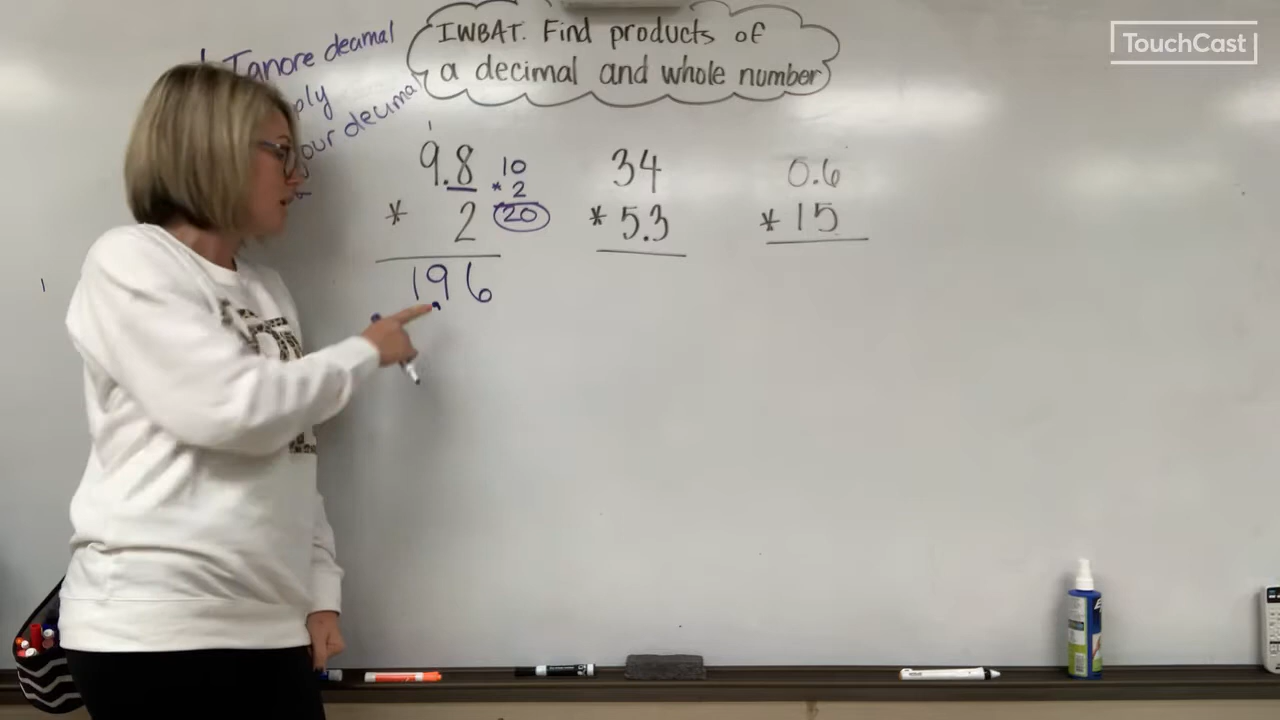 TouchCast
IWBAT: Find products of
a decimal and whole number
Ignore decimal
ply
our decimal
1
9.8
* 2
196
10
* 2
20
34
* 5.3
0.6
* 15